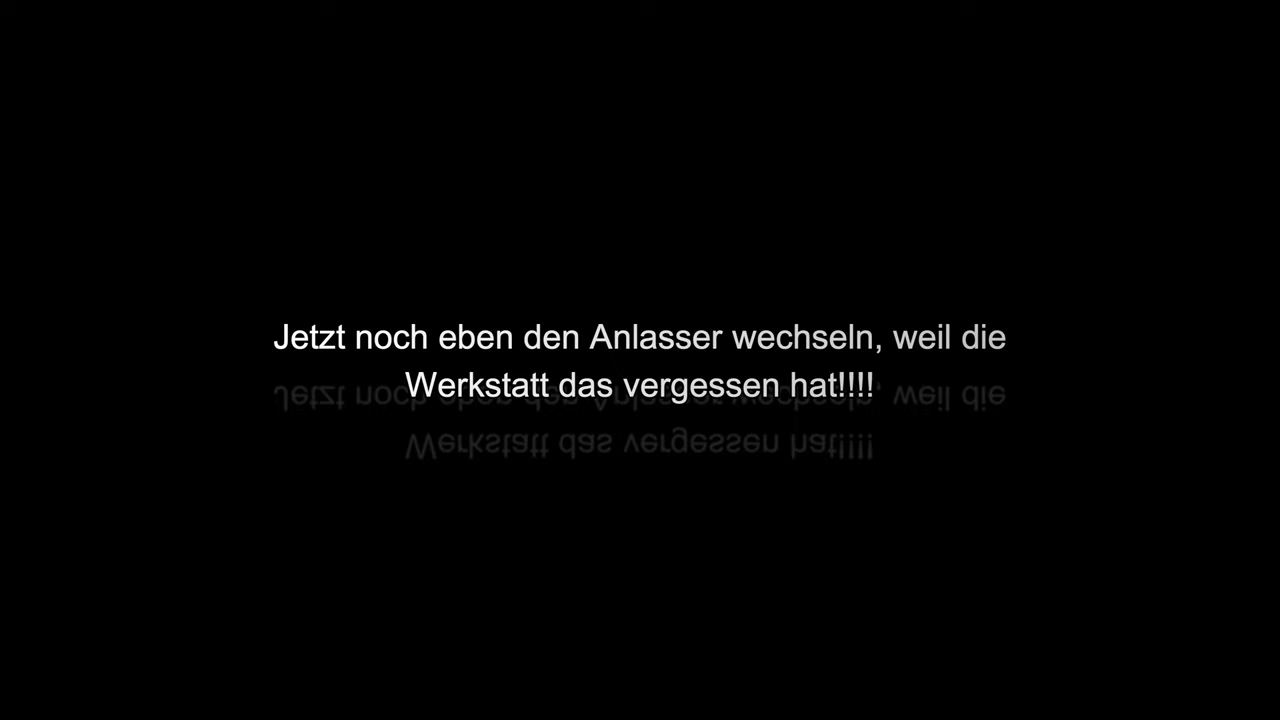 Jetzt noch eben den Anlasser wechseln, weil die
Werkstatt das vergessen hat!!!!